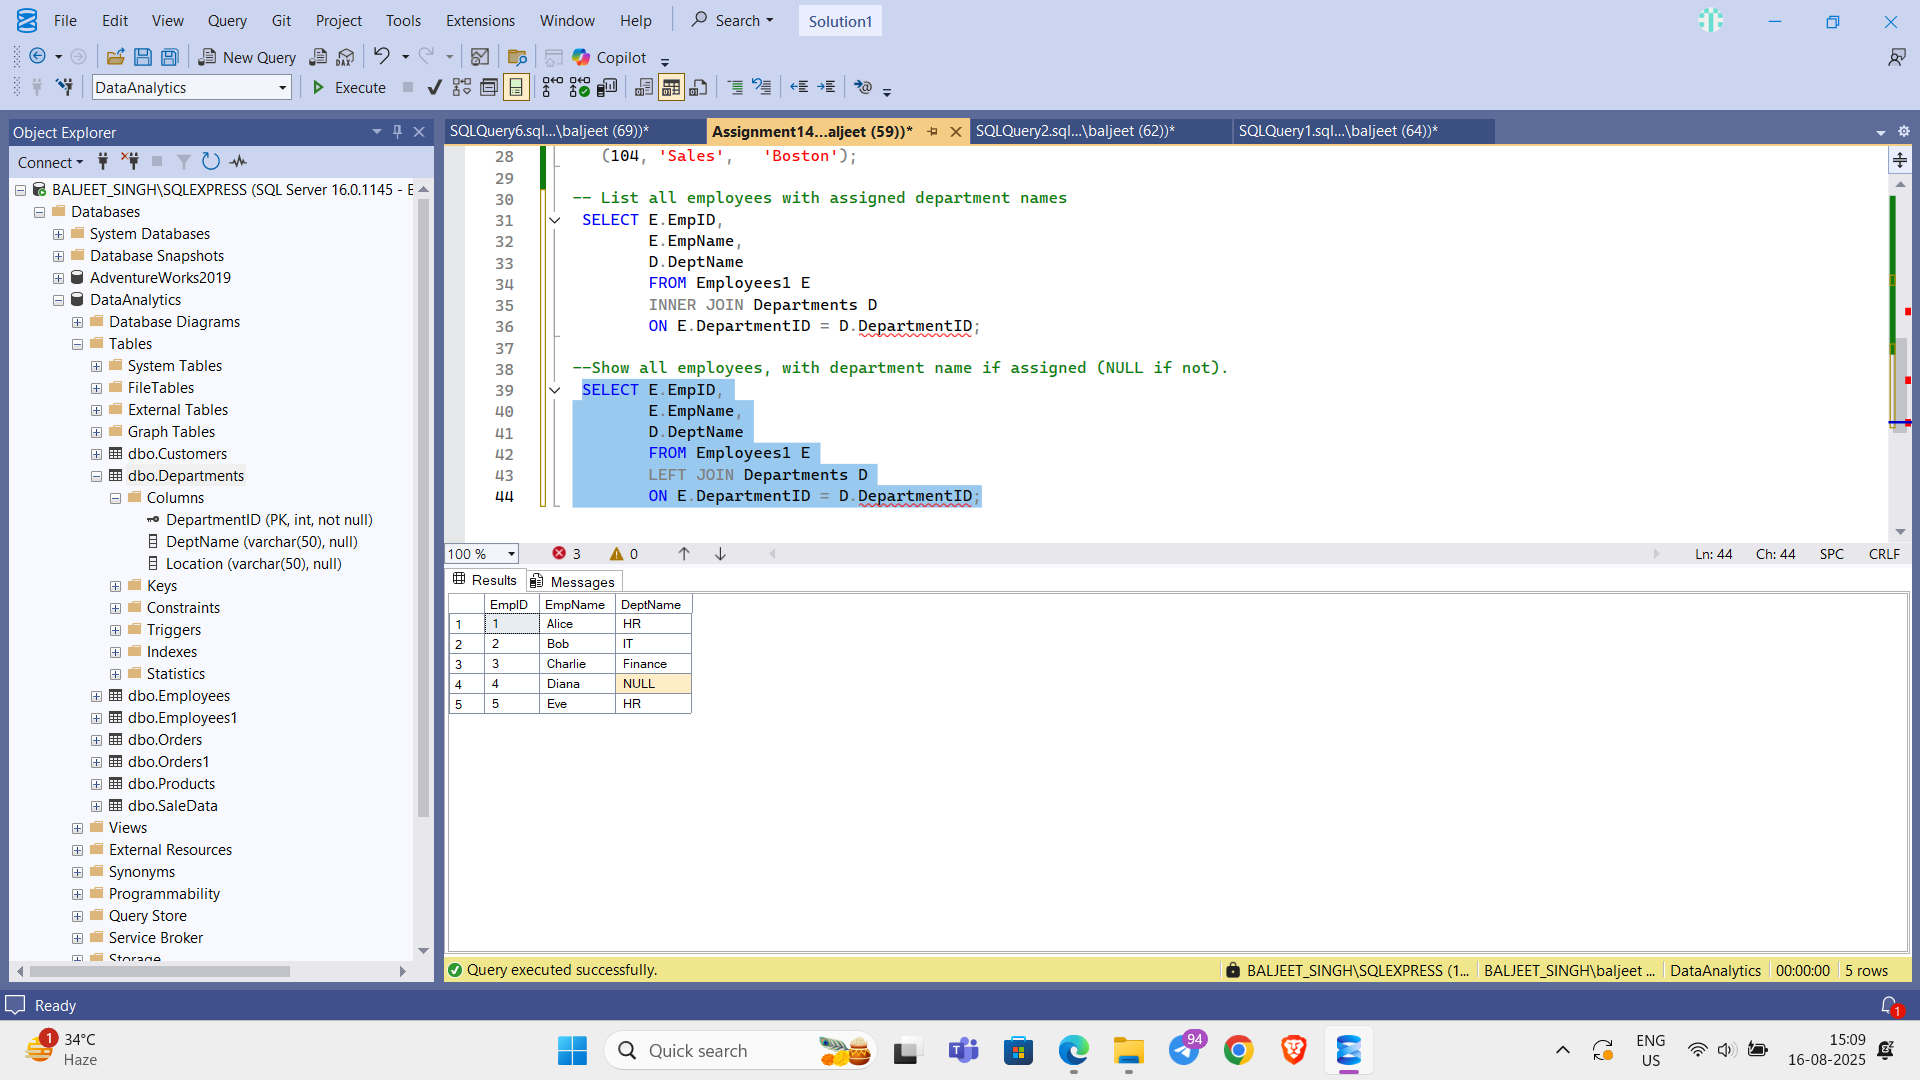 File Edit View Query Git Project Tools Extensions Window Help Search Solution1
New Query DAX Copilot
DataAnalytics Execute
Object Explorer
Connect
BALJEET_SINGH\SQLEXPRESS (SQL Server 16.0.1145 - E
Databases
System Databases
Database Snapshots
AdventureWorks2019
DataAnalytics
Database Diagrams
Tables
System Tables
FileTables
External Tables
Graph Tables
dbo.Customers
dbo.Departments
Columns
DepartmentID (PK, int, not null)
DeptName (varchar(50), null)
Location (varchar(50), null)
Keys
Constraints
Triggers
Indexes
Statistics
dbo.Employees
dbo.Employees1
dbo.Orders
dbo.Orders1
dbo.Products
dbo.SaleData
Views
External Resources
Synonyms
Programmability
Query Store
Service Broker
Storage
SQLQuery6.sql...\baljeet (69))* Assignment14...aljeet (59))* SQLQuery2.sql...\baljeet (62))* SQLQuery1.sql...\baljeet (64))*
28 (104, 'Sales', 'Boston');
29
30 -- List all employees with assigned department names
31 SELECT E.EmpID,
32 E.EmpName,
33 D.DeptName
34 FROM Employees1 E
35 INNER JOIN Departments D
36 ON E.DepartmentID = D.DepartmentID;
37
38 --Show all employees, with department name if assigned (NULL if not).
39 SELECT E.EmpID,
40 E.EmpName,
41 D.DeptName
42 FROM Employees1 E
43 LEFT JOIN Departments D
44 ON E.DepartmentID = D.DepartmentID;
100 % 3 0 Ln: 44 Ch: 44 SPC CRLF
Results Messages
EmpID EmpName DeptName
1 1 Alice HR
2 2 Bob IT
3 3 Charlie Finance
4 4 Diana NULL
5 5 Eve HR
Query executed successfully. BALJEET_SINGH\SQLEXPRESS (1... BALJEET_SINGH\baljeet ... DataAnalytics 00:00:00 5 rows
Ready 1
1 34°C
Haze
Quick search
94
ENG
US
15:09
16-08-2025